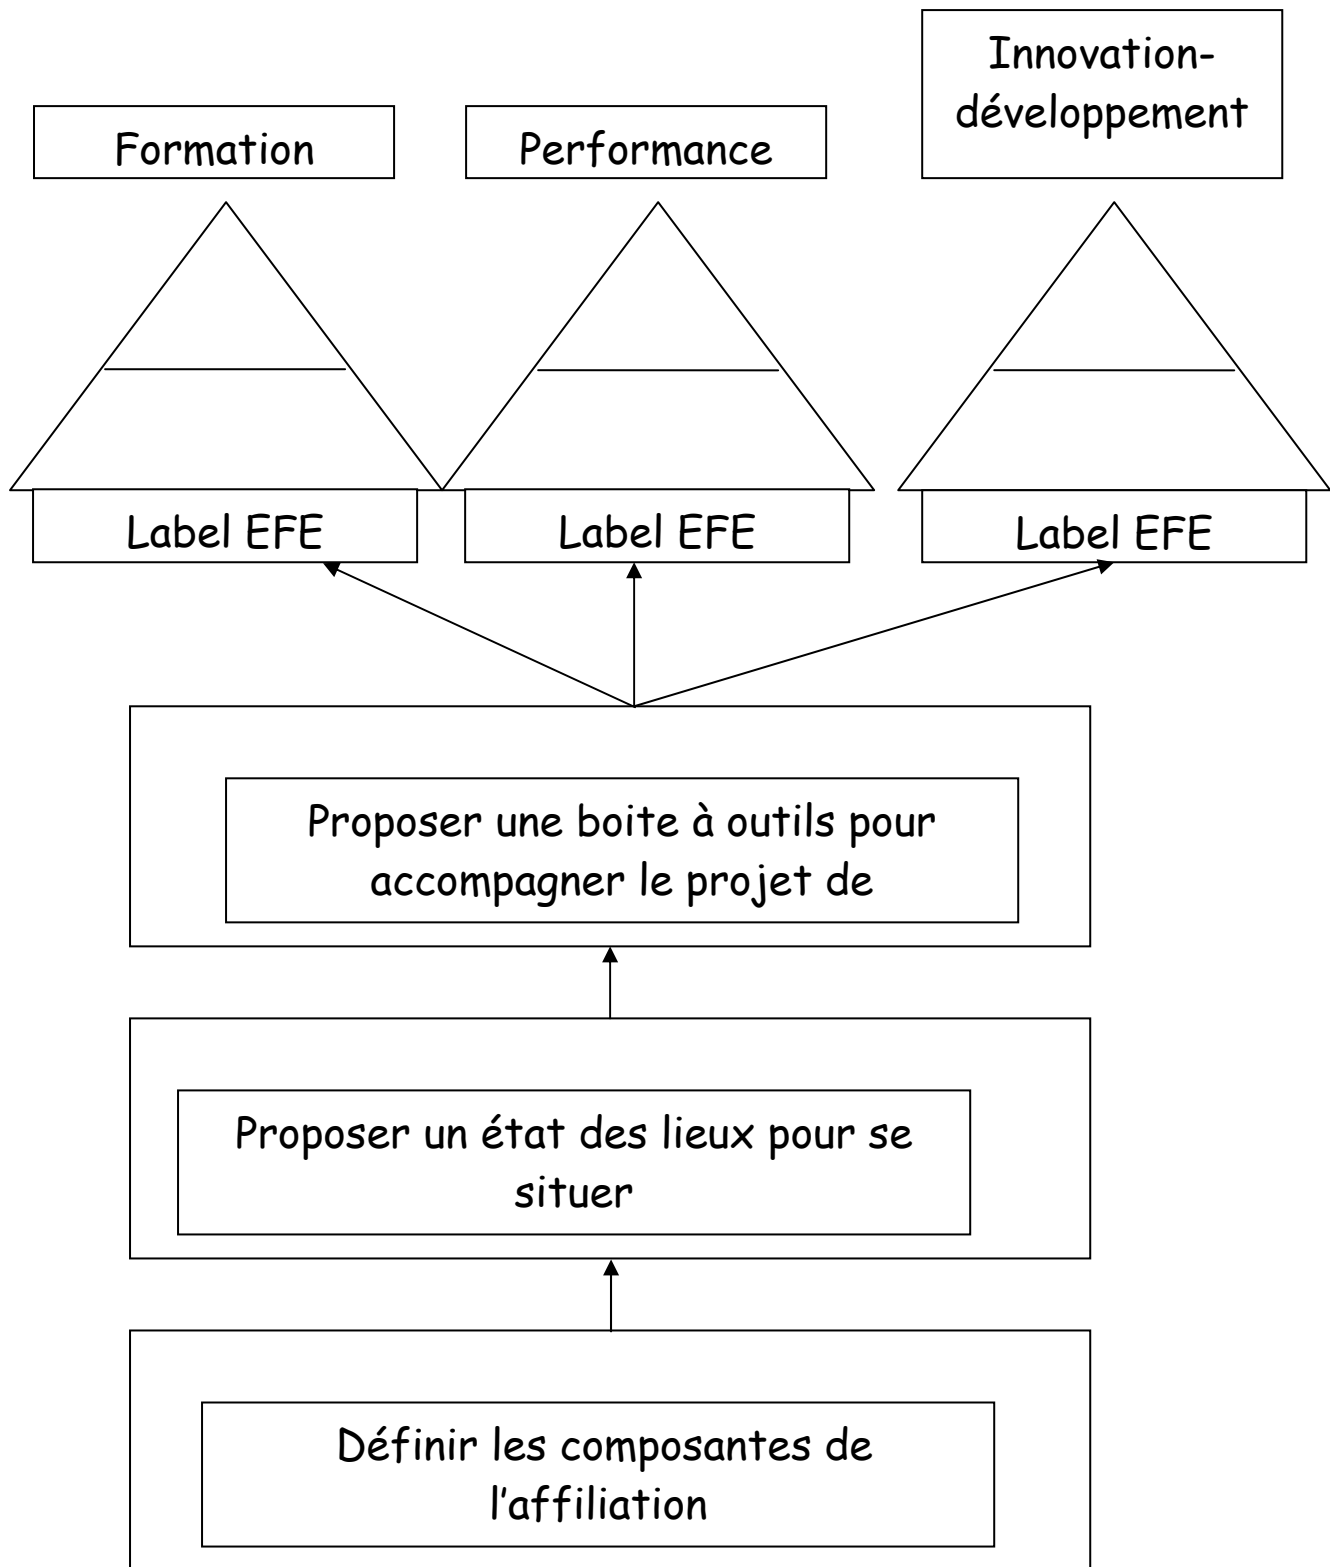 Innovation-
développement
Formation
Performance
Label EFE
Label EFE
Label EFE
Proposer une boite à outils pour
accompagner le projet de
Proposer un état des lieux pour se
situer
Définir les composantes de
l'affiliation